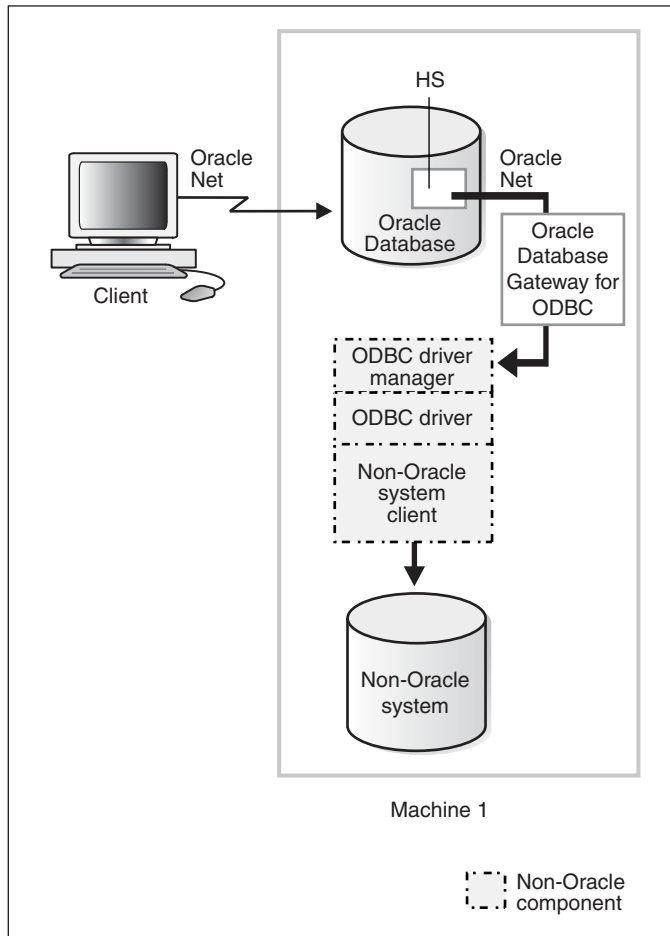 HS
Oracle
Net
Oracle
Net
Oracle
Database
Client
Oracle
Database
Gateway for
ODBC
ODBC driver
manager
ODBC driver
Non-Oracle
system
client
Non-Oracle
system
Machine 1
Non-Oracle
component